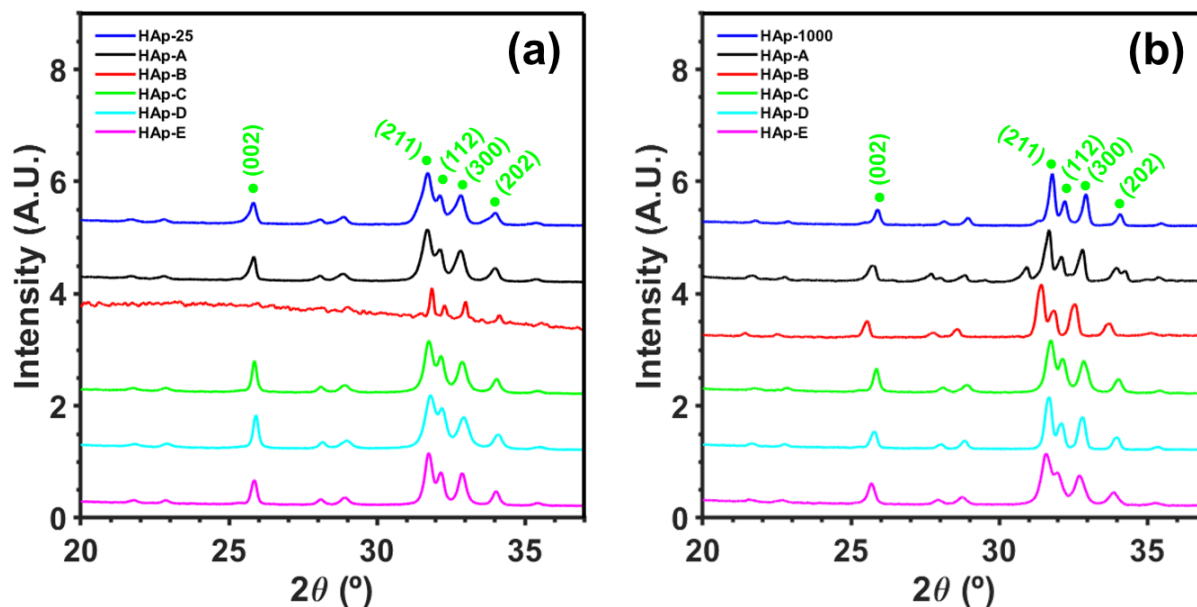 (a)
HAp-25
HAp-A
HAp-B
HAp-C
HAp-D
HAp-E
(002)
(211)
(112)
(300)
(202)
Intensity (A.U.)
8
6
4
2
0
20
25
30
35
2θ (º)
(b)
HAp-1000
HAp-A
HAp-B
HAp-C
HAp-D
HAp-E
(002)
(211)
(112)
(300)
(202)
Intensity (A.U.)
8
6
4
2
0
20
25
30
35
2θ (º)